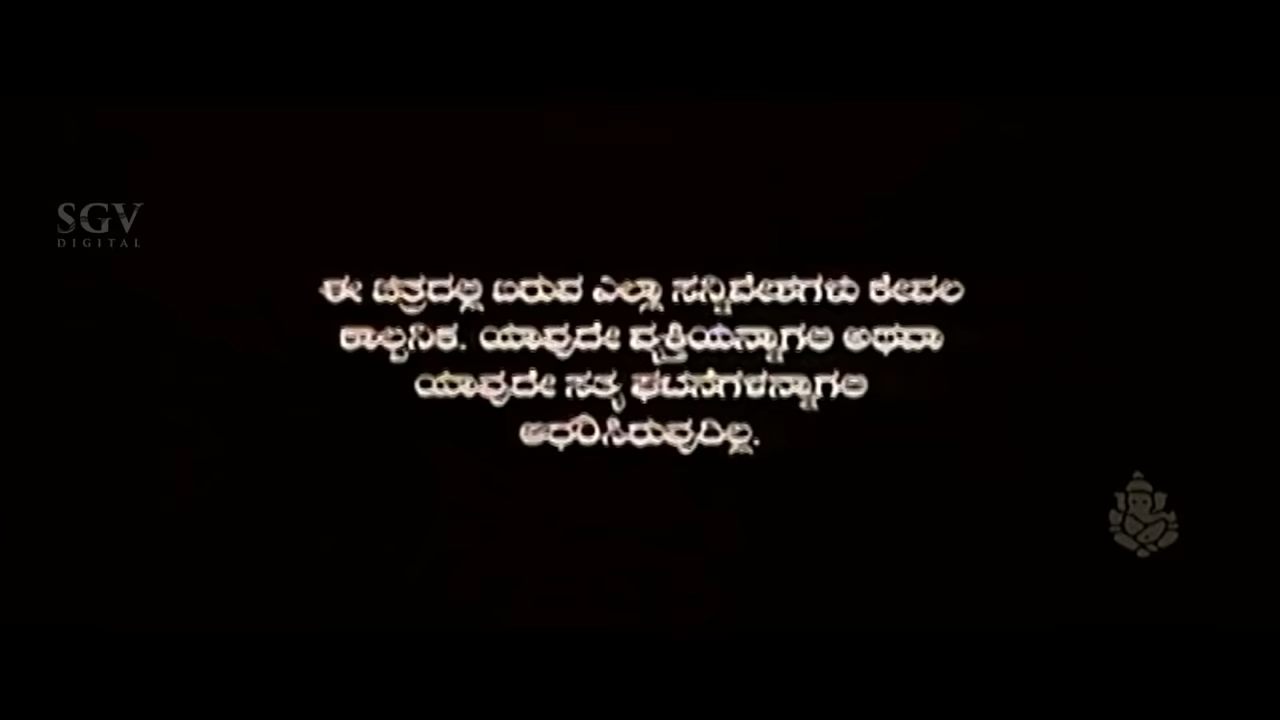 SGV
DIGITAL
ಈ ಚಿತ್ರದಲ್ಲಿ ಬರುವ ಎಲ್ಲಾ ಸನ್ನಿವೇಶಗಳು ಕೇವಲ
ಕಾಲ್ಪನಿಕ. ಯಾವುದೇ ವ್ಯಕ್ತಿಯನ್ನಾಗಲಿ ಅಥವಾ
ಯಾವುದೇ ಸತ್ಯ ಘಟನೆಗಳನ್ನಾಗಲಿ
ಆಧರಿಸಿರುವುದಿಲ್ಲ.